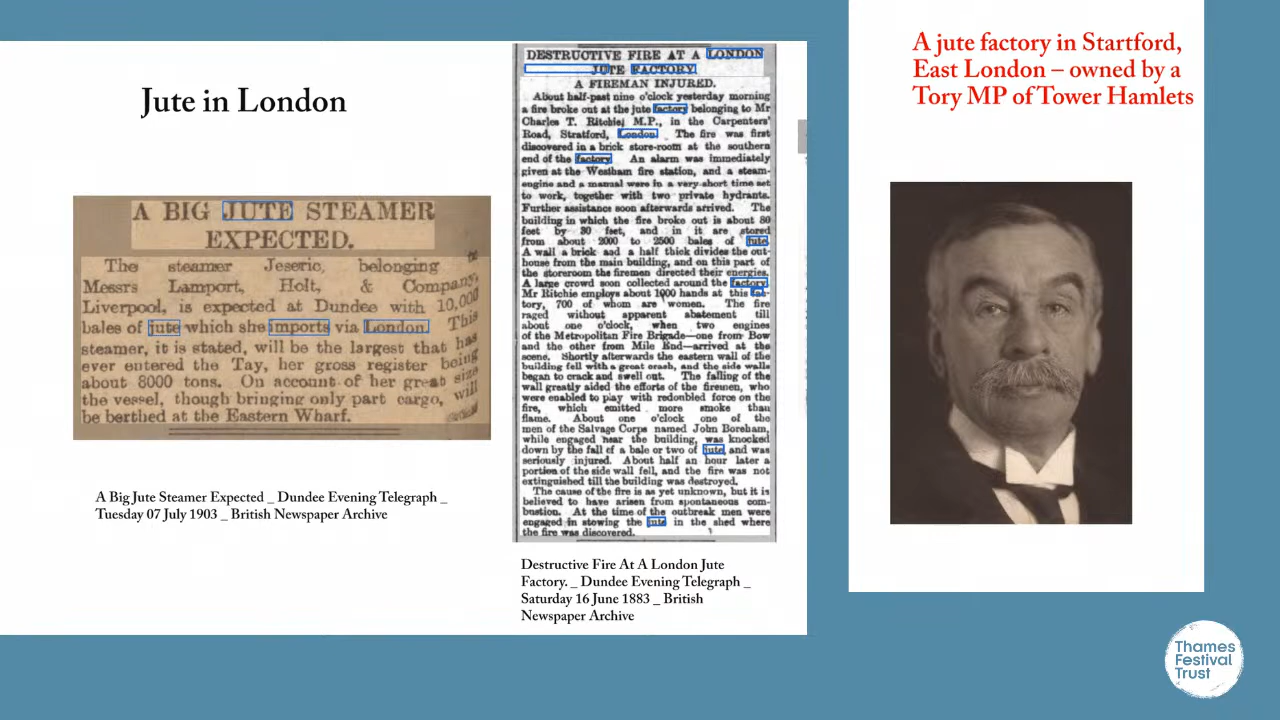 Jute in London
A BIG JUTE STEAMER
EXPECTED.
The steamer Jeseric, belonging to
Messrs Lamport, Holt, & Company,
Liverpool, is expected at Dundee with 10,000
bales of jute which she imports via London. This
steamer, it is stated, will be the largest that has
ever entered the Tay, her gross register being
about 8000 tons. On account of her great size
the vessel, though bringing only part cargo, will
be berthed at the Eastern Wharf.
A Big Jute Steamer Expected _ Dundee Evening Telegraph _
Tuesday 07 July 1903 _ British Newspaper Archive
DESTRUCTIVE FIRE AT A LONDON
JUTE FACTORY.
A FIREMAN INJURED.
About half-past nine o'clock yesterday morning
a fire broke out at the jute factory belonging to Mr
Charles T. Ritchie, M.P., in the Carpenters'
Road, Stratford, London. The fire was first
discovered in a brick store-room at the southern
end of the factory. An alarm was immediately
given at the Westham fire station, and a steam-
engine and a manual were in a very short time set
to work, together with two private hydrants.
Further assistance soon afterwards arrived. The
building in which the fire broke out is about 80
feet by 30 feet, and in it are stored
from about 2000 to 2500 bales of jute.
A wall a brick and a half thick divides the out-
house from the main building, and on this part of
the storeroom the firemen directed their energies.
A large crowd soon collected around the factory.
Mr Ritchie employs about 1000 hands at this fac-
tory, 700 of whom are women. The fire
raged without apparent abatement till
about one o'clock, when two engines
of the Metropolitan Fire Brigade—one from Bow
and the other from Mile End—arrived at the
scene. Shortly afterwards the eastern wall of the
building fell with a great crash, and the side walls
began to crack and swell out. The falling of the
wall greatly aided the efforts of the firemen, who
were enabled to play with redoubled force on the
fire, which emitted more smoke than
flame. About one o'clock one of the
men of the Salvage Corps named John Boreham,
while engaged near the building, was knocked
down by the fall of a bale or two of jute, and was
seriously injured. About half an hour later a
portion of the side wall fell, and the fire was not
extinguished till the building was destroyed.
The cause of the fire is as yet unknown, but it is
believed to have arisen from spontaneous com-
bustion. At the time of the outbreak men were
engaged in stowing the jute in the shed where
the fire was discovered.
Destructive Fire At A London Jute
Factory. _ Dundee Evening Telegraph _
Saturday 16 June 1883 _ British
Newspaper Archive
A jute factory in Startford,
East London – owned by a
Tory MP of Tower Hamlets
Thames
Festival
Trust